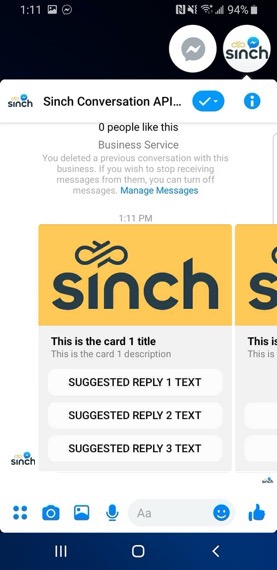 1:11
94%
sinch
sinch
Sinch Conversation API...
0 people like this
Business Service
You deleted a previous conversation with this
business. If you wish to stop receiving
messages from them, you can turn off
messages. Manage Messages
1:11 PM
sinch
This is the card 1 title
This is the card 1 description
SUGGESTED REPLY 1 TEXT
SUGGESTED REPLY 2 TEXT
SUGGESTED REPLY 3 TEXT
This is
This is
sinch
Aa